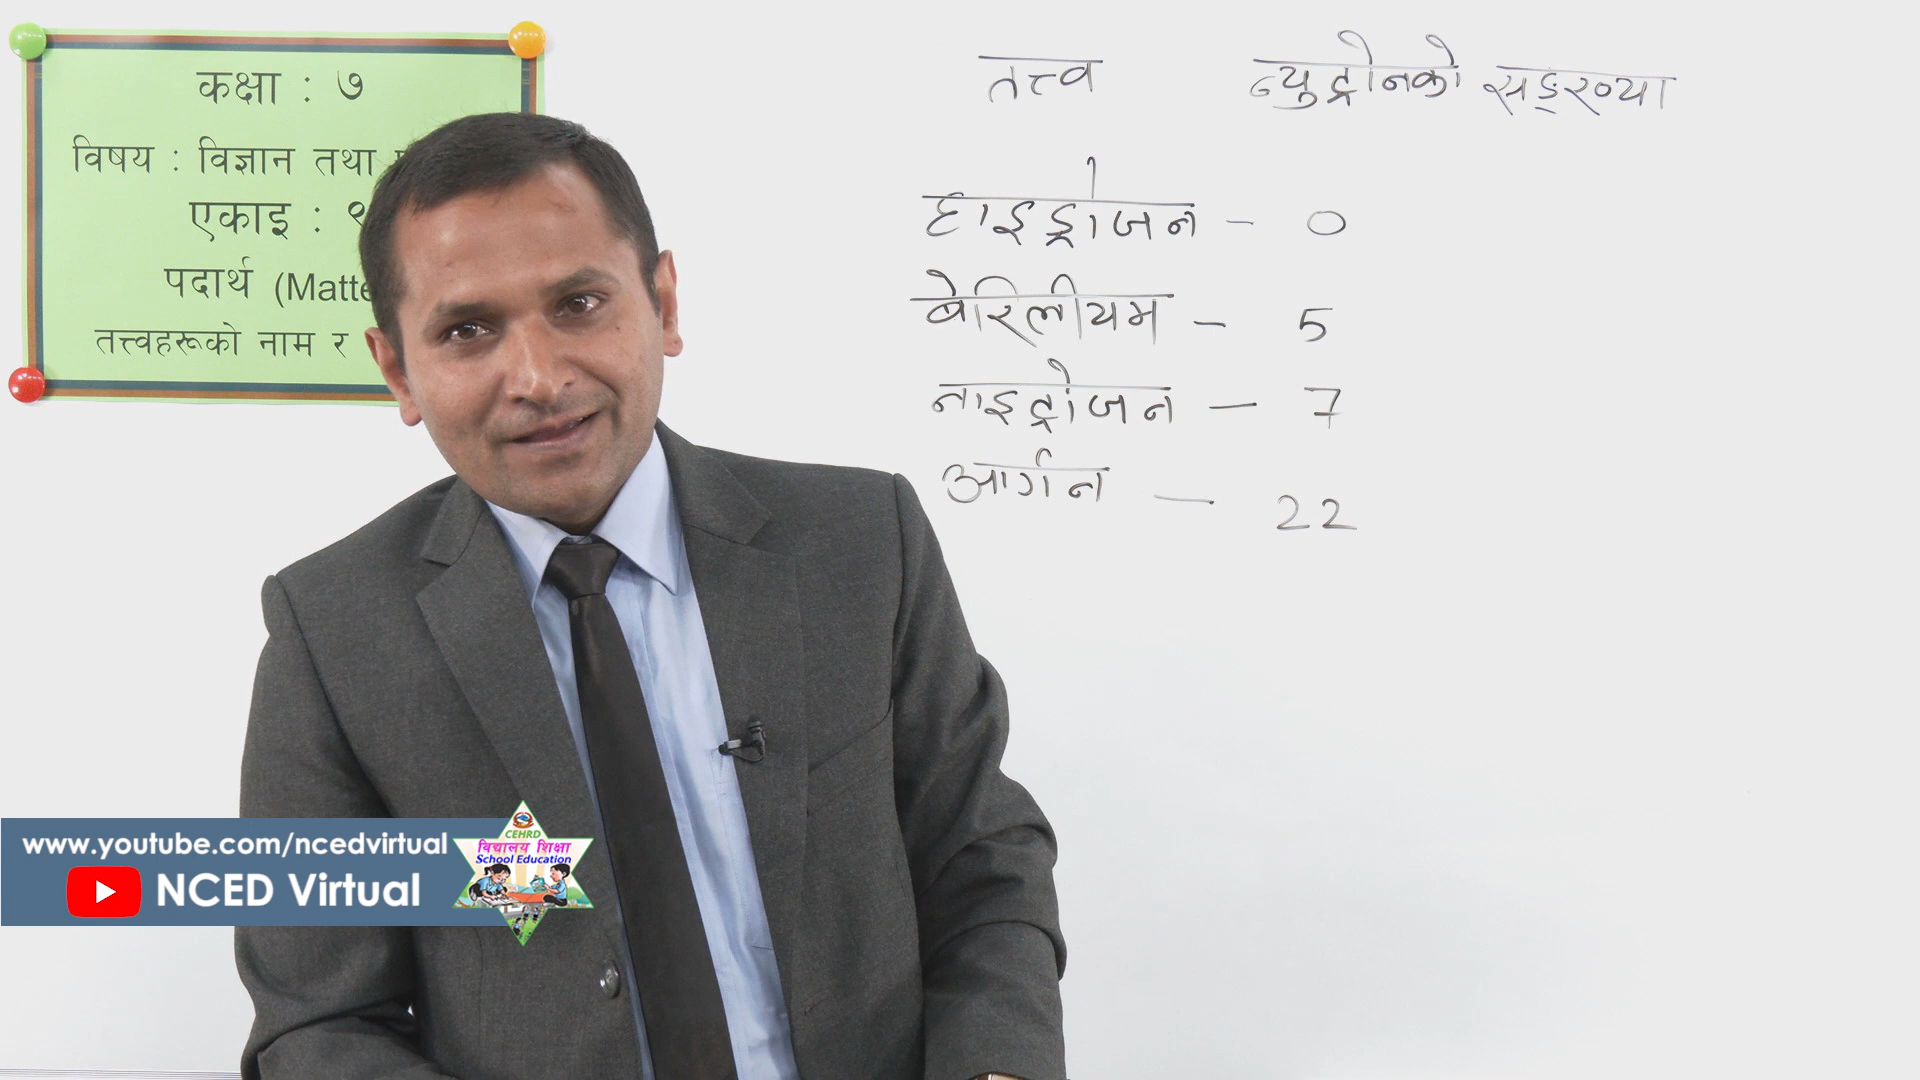 कक्षा : ७
विषय : विज्ञान तथा
एकाइ : ९
पदार्थ (Matte
तत्त्वहरूको नाम र
तत्त्व न्युट्रोनको सङ्ख्या
हाइड्रोजन - 0
बेरिलीयम - 5
नाइट्रोजन - 7
आर्गन - 22
www.youtube.com/ncedvirtual
NCED Virtual
CEHRD
विद्यालय शिक्षा
School Education